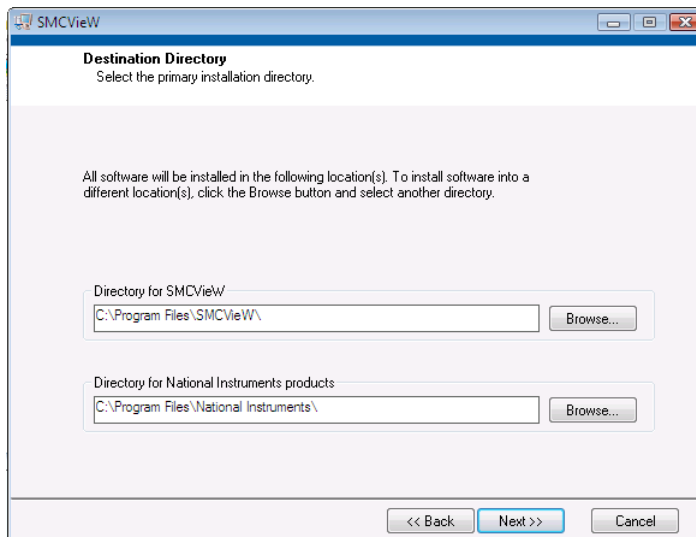 SMCVieW
Destination Directory
Select the primary installation directory.
All software will be installed in the following location(s). To install software into a
different location(s), click the Browse button and select another directory.
Directory for SMCVieW
C:\Program Files\SMCVieW\
Browse...
Directory for National Instruments products
C:\Program Files\National Instruments\
Browse...
<< Back
Next >>
Cancel